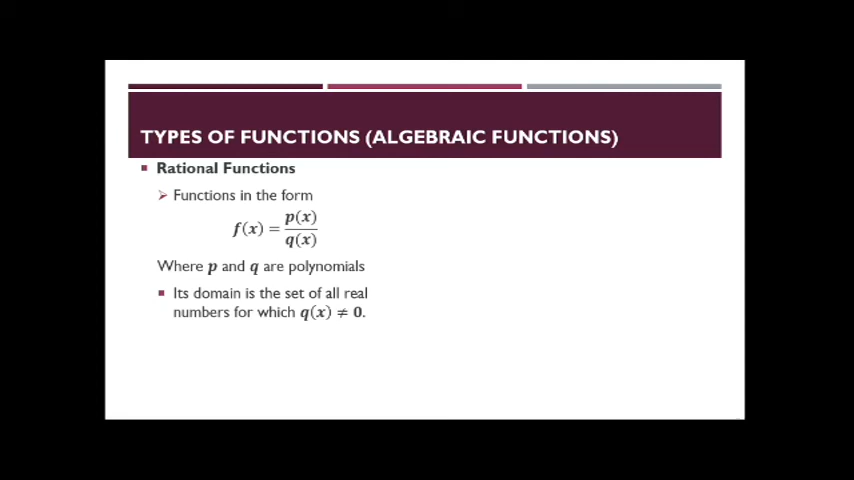 TYPES OF FUNCTIONS (ALGEBRAIC FUNCTIONS)
▪ Rational Functions
➢ Functions in the form
f(x) = p(x)/q(x)
Where p and q are polynomials
▪ Its domain is the set of all real
numbers for which q(x) ≠ 0.